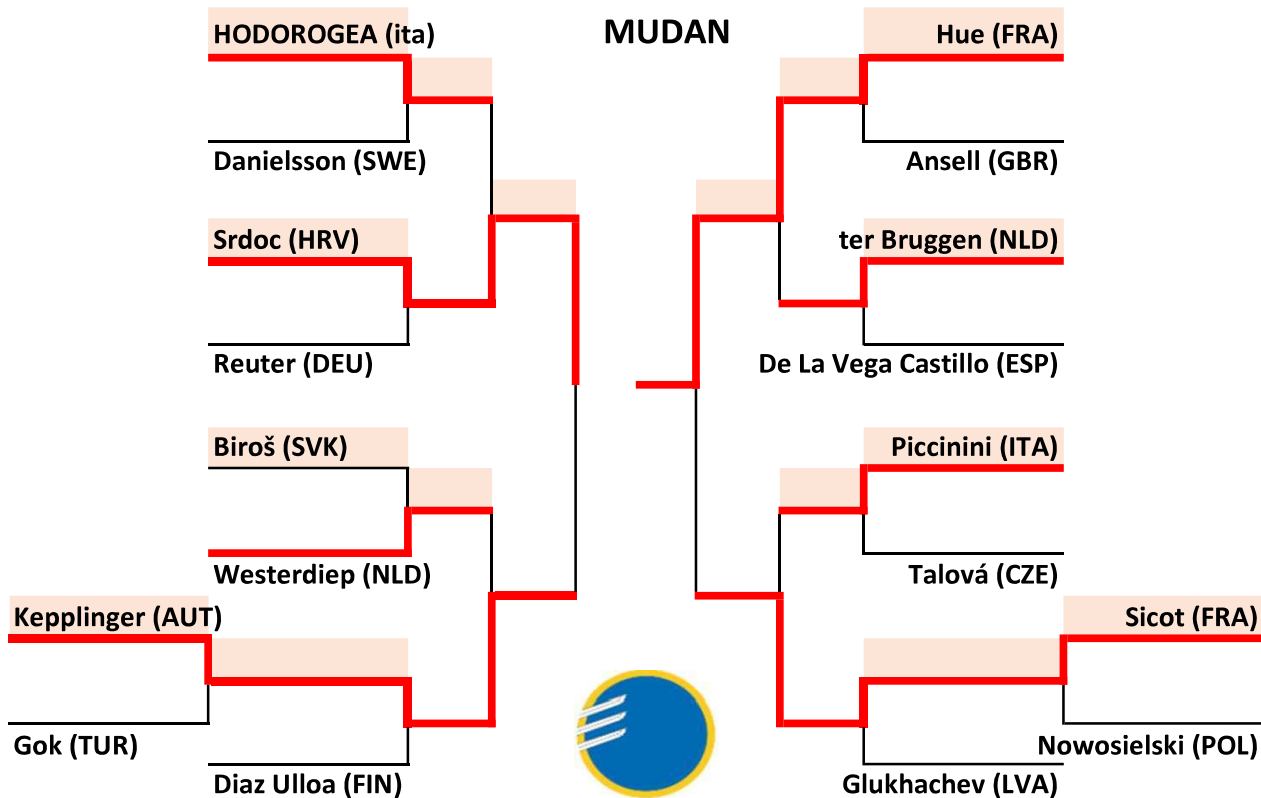 HODOROGEA (ita)
MUDAN
Hue (FRA)
Danielsson (SWE)
Ansell (GBR)
Srdoc (HRV)
ter Bruggen (NLD)
Reuter (DEU)
De La Vega Castillo (ESP)
Biroš (SVK)
Piccinini (ITA)
Westerdiep (NLD)
Talová (CZE)
Kepplinger (AUT)
Sicot (FRA)
Gok (TUR)
Nowosielski (POL)
Diaz Ulloa (FIN)
Glukhachev (LVA)